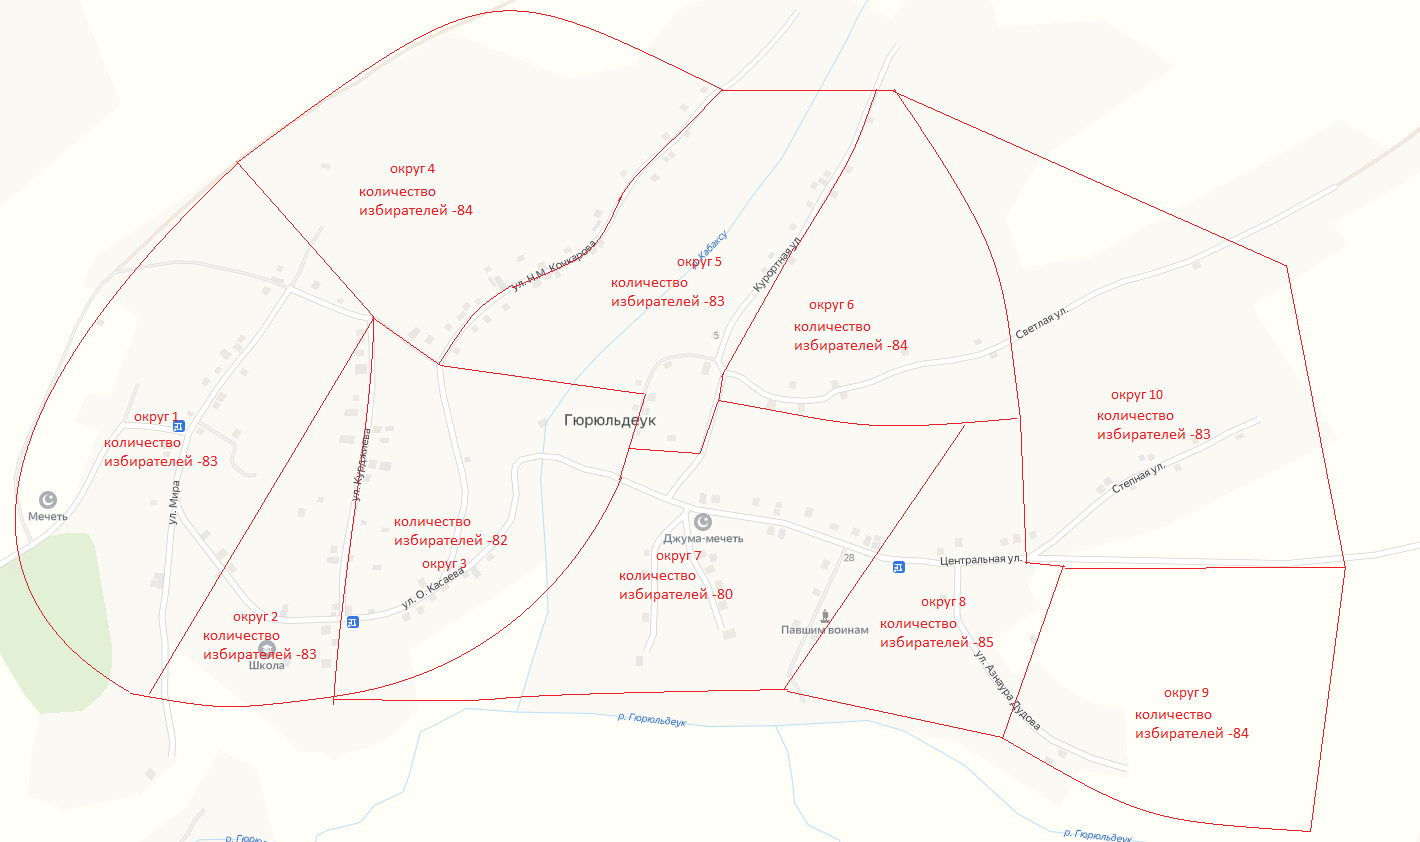 округ 4
количество
избирателей -84
р. Кабаксу
округ 5
количество
избирателей -83
ул. Н.М. Кочкарова
Курортная ул.
округ 6
количество
избирателей -84
5
Светлая ул.
округ 10
количество
избирателей -83
Степная ул.
округ 1
количество
избирателей -83
Гюрюльдеук
ул. Курджиева
ул. Мира
Мечеть
количество
избирателей -82
округ 3
ул. О. Касаева
Джума-мечеть
округ 7
количество
избирателей -80
28
Центральная ул.
округ 8
количество
избирателей -85
Павшим воинам
округ 2
количество
избирателей -83
Школа
ул. Азнаура Дудова
округ 9
количество
избирателей -84
р. Гюрюльдеук
р. Гюрюльдеук